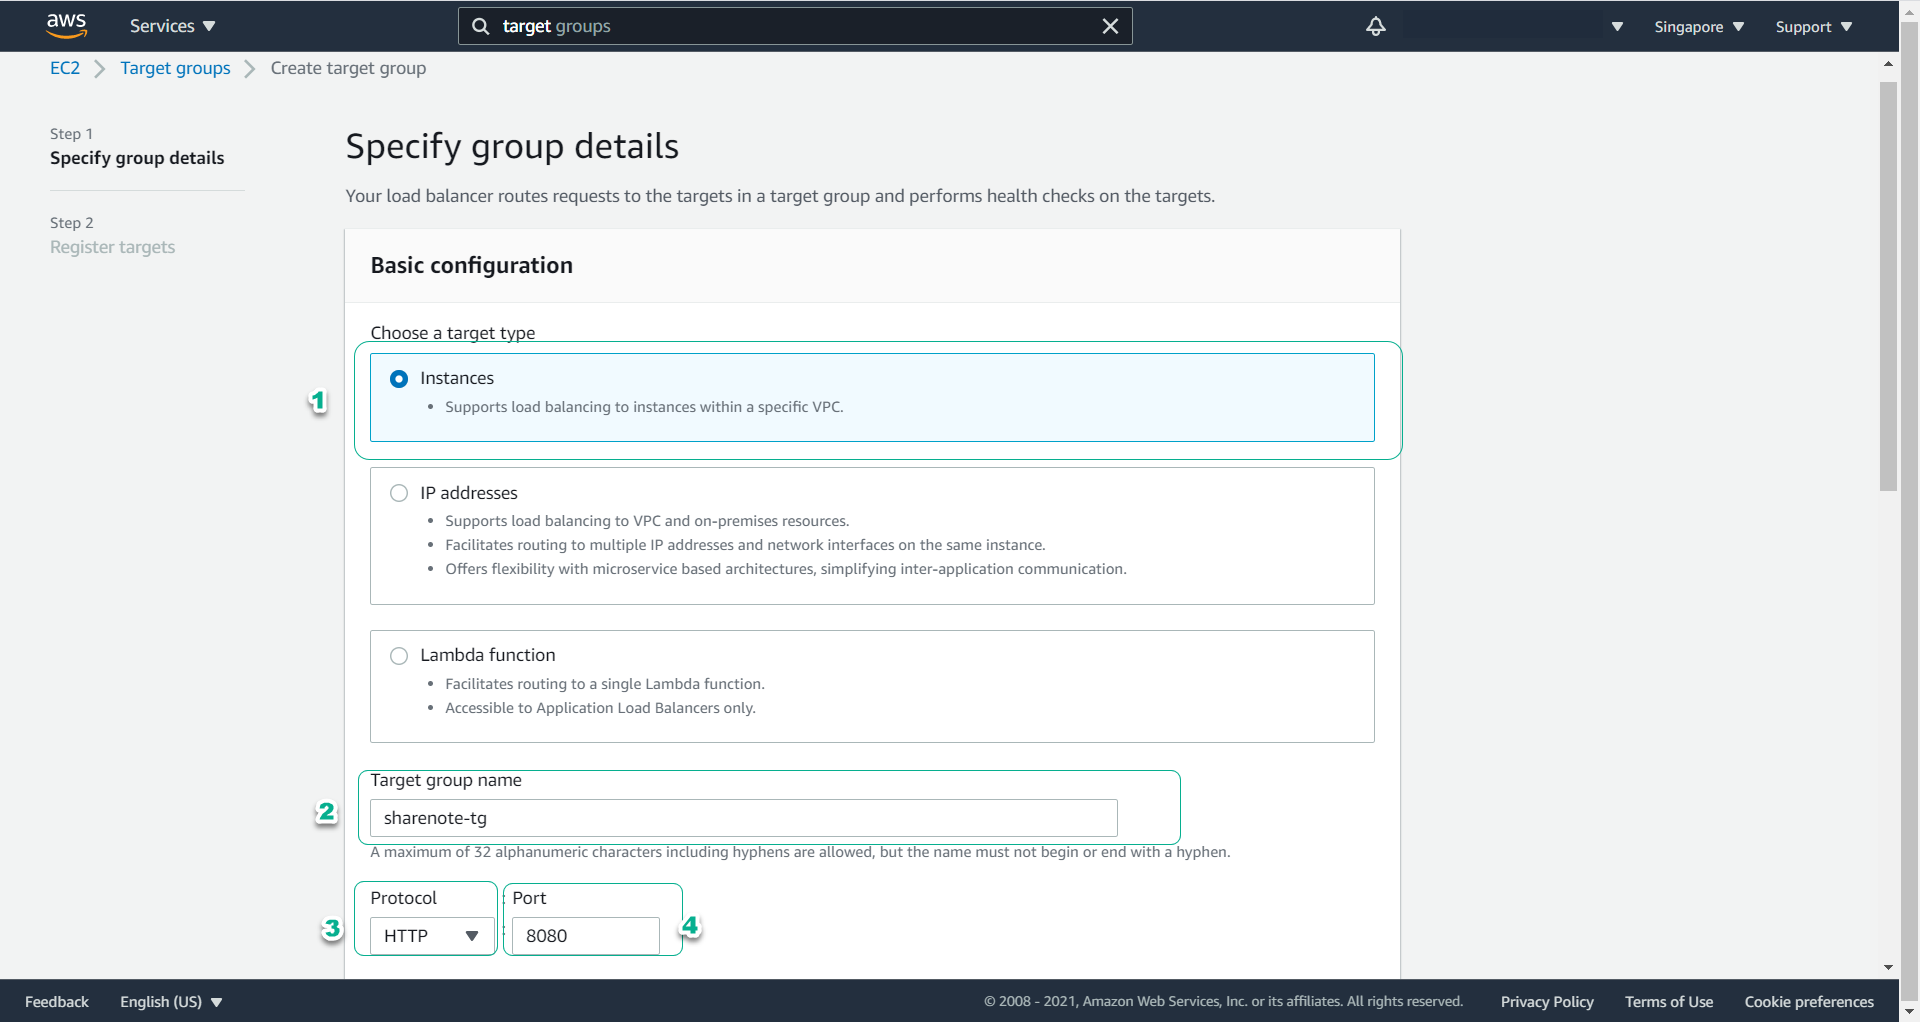 aws
Services
target groups
Singapore
Support
EC2 Target groups Create target group
Step 1
Specify group details
Step 2
Register targets
Specify group details
Your load balancer routes requests to the targets in a target group and performs health checks on the targets.
Basic configuration
Choose a target type
1
Instances
• Supports load balancing to instances within a specific VPC.
IP addresses
• Supports load balancing to VPC and on-premises resources.
• Facilitates routing to multiple IP addresses and network interfaces on the same instance.
• Offers flexibility with microservice based architectures, simplifying inter-application communication.
Lambda function
• Facilitates routing to a single Lambda function.
• Accessible to Application Load Balancers only.
2
Target group name
sharenote-tg
A maximum of 32 alphanumeric characters including hyphens are allowed, but the name must not begin or end with a hyphen.
Protocol : Port
3 HTTP : 8080 4
Feedback English (US) © 2008 - 2021, Amazon Web Services, Inc. or its affiliates. All rights reserved. Privacy Policy Terms of Use Cookie preferences